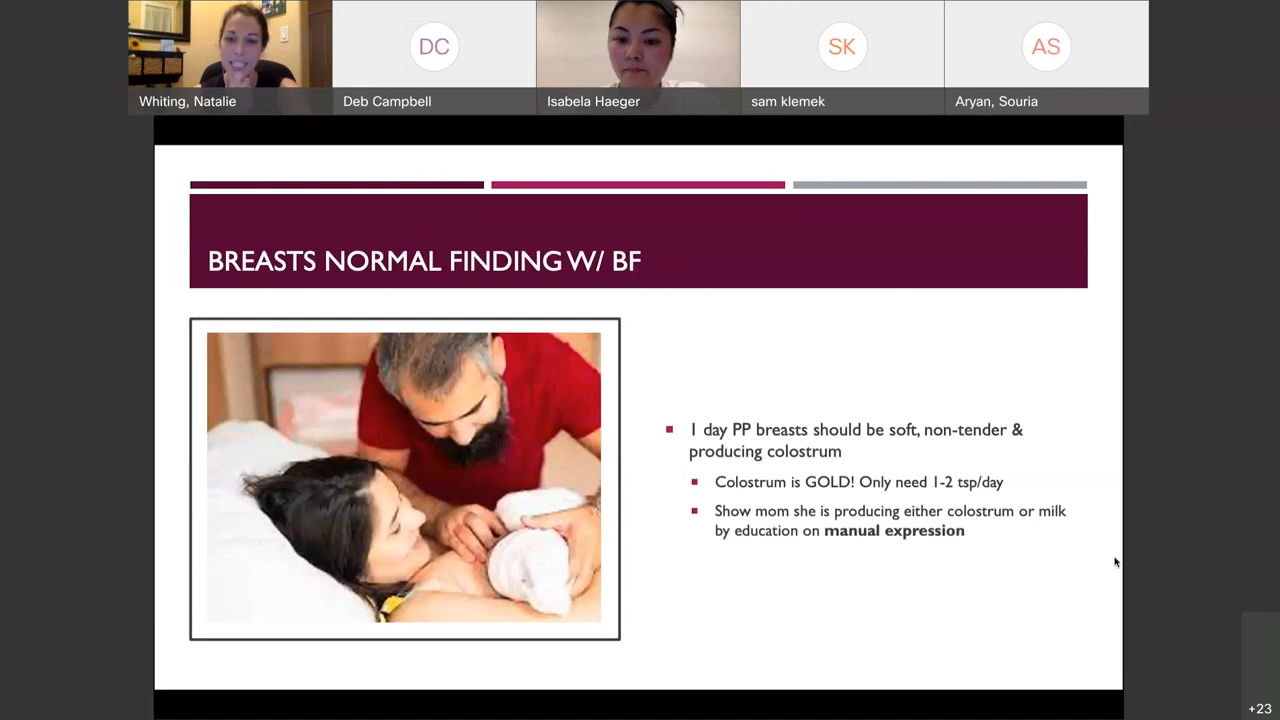 DC
SK
AS
Whiting, Natalie
Deb Campbell
Isabela Haeger
sam klemek
Aryan, Souria
BREASTS NORMAL FINDING W/ BF
1 day PP breasts should be soft, non-tender &
producing colostrum
Colostrum is GOLD! Only need 1-2 tsp/day
Show mom she is producing either colostrum or milk
by education on manual expression
+23